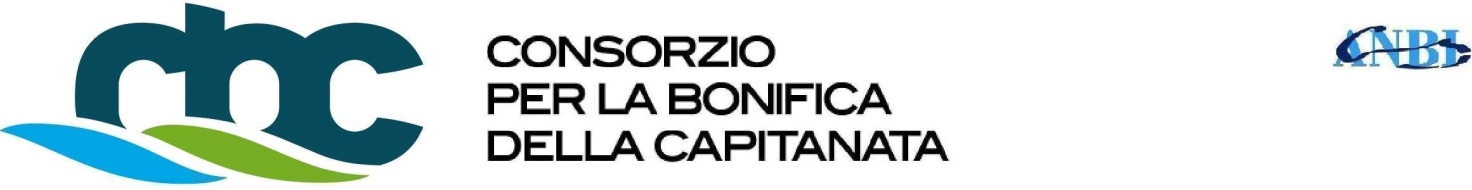 cbc
CONSORZIO
PER LA BONIFICA
DELLA CAPITANATA
ANBI